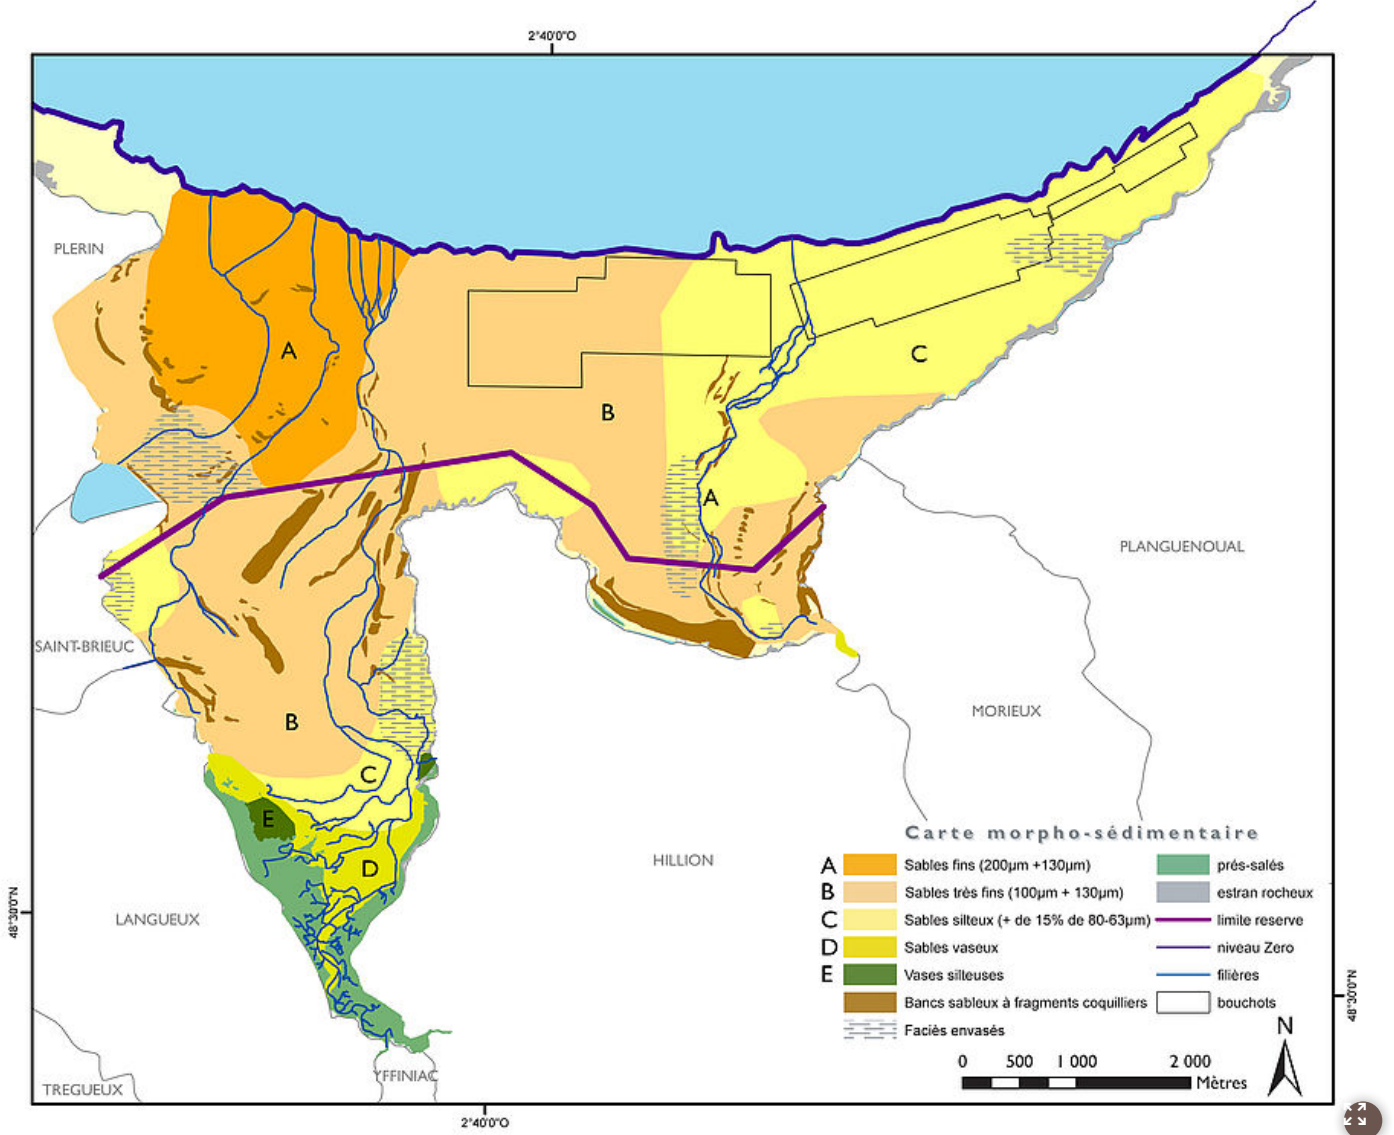 2°40'0"O
PLERIN
A
C
B
A
PLANGUENOUAL
SAINT-BRIEUC
MORIEUX
B
C
E
D
HILLION
LANGUEUX
48°30'0"N
48°30'0"N
YFFINIAC
TREGUEUX
2°40'0"O
Carte morpho-sédimentaire
A Sables fins (200µm +130µm)
B Sables très fins (100µm + 130µm)
C Sables silteux (+ de 15% de 80-63µm)
D Sables vaseux
E Vases silteuses
Bancs sableux à fragments coquilliers
Faciès envasés
prés-salés
estran rocheux
limite reserve
niveau Zero
filières
bouchots
N
0 500 1 000 2 000
Mètres